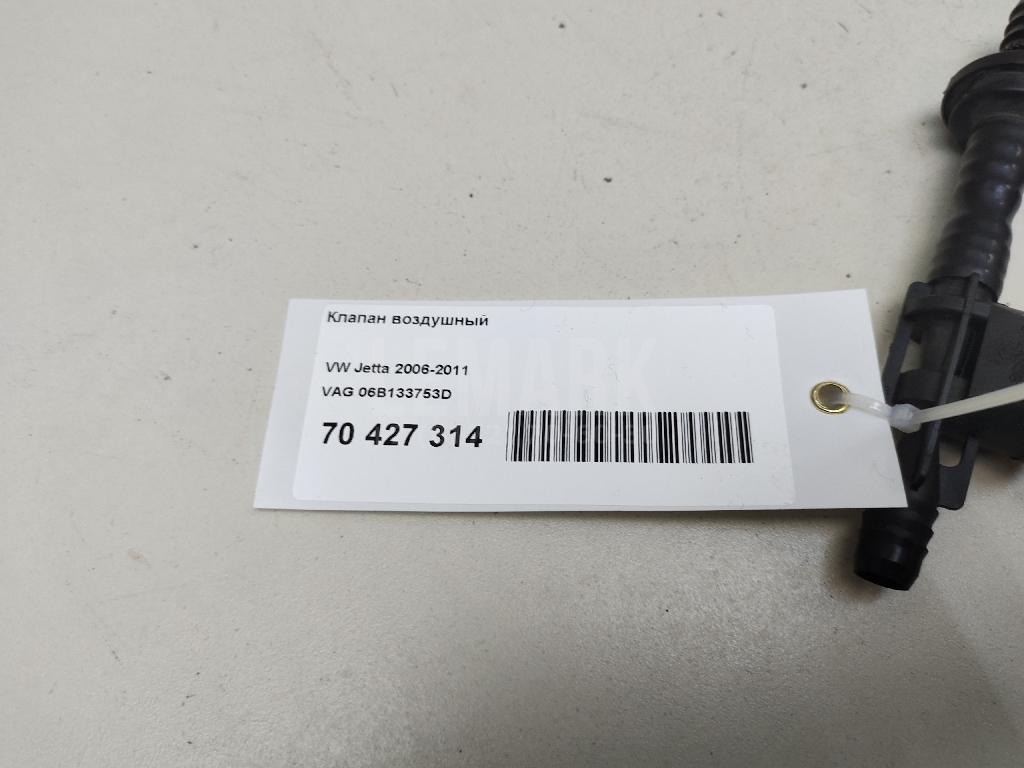 Клапан воздушный
VW Jetta 2006-2011
VAG 06B133753D
70 427 314